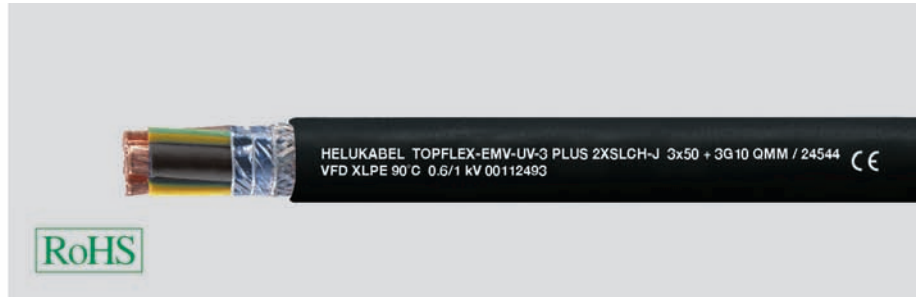 HELUKABEL TOPFLEX-EMV-UV-3 PLUS 2XSLCH-J 3x50 + 3G10 QMM / 24544 CE
VFD XLPE 90°C 0.6/1 kV 00112493
RoHS